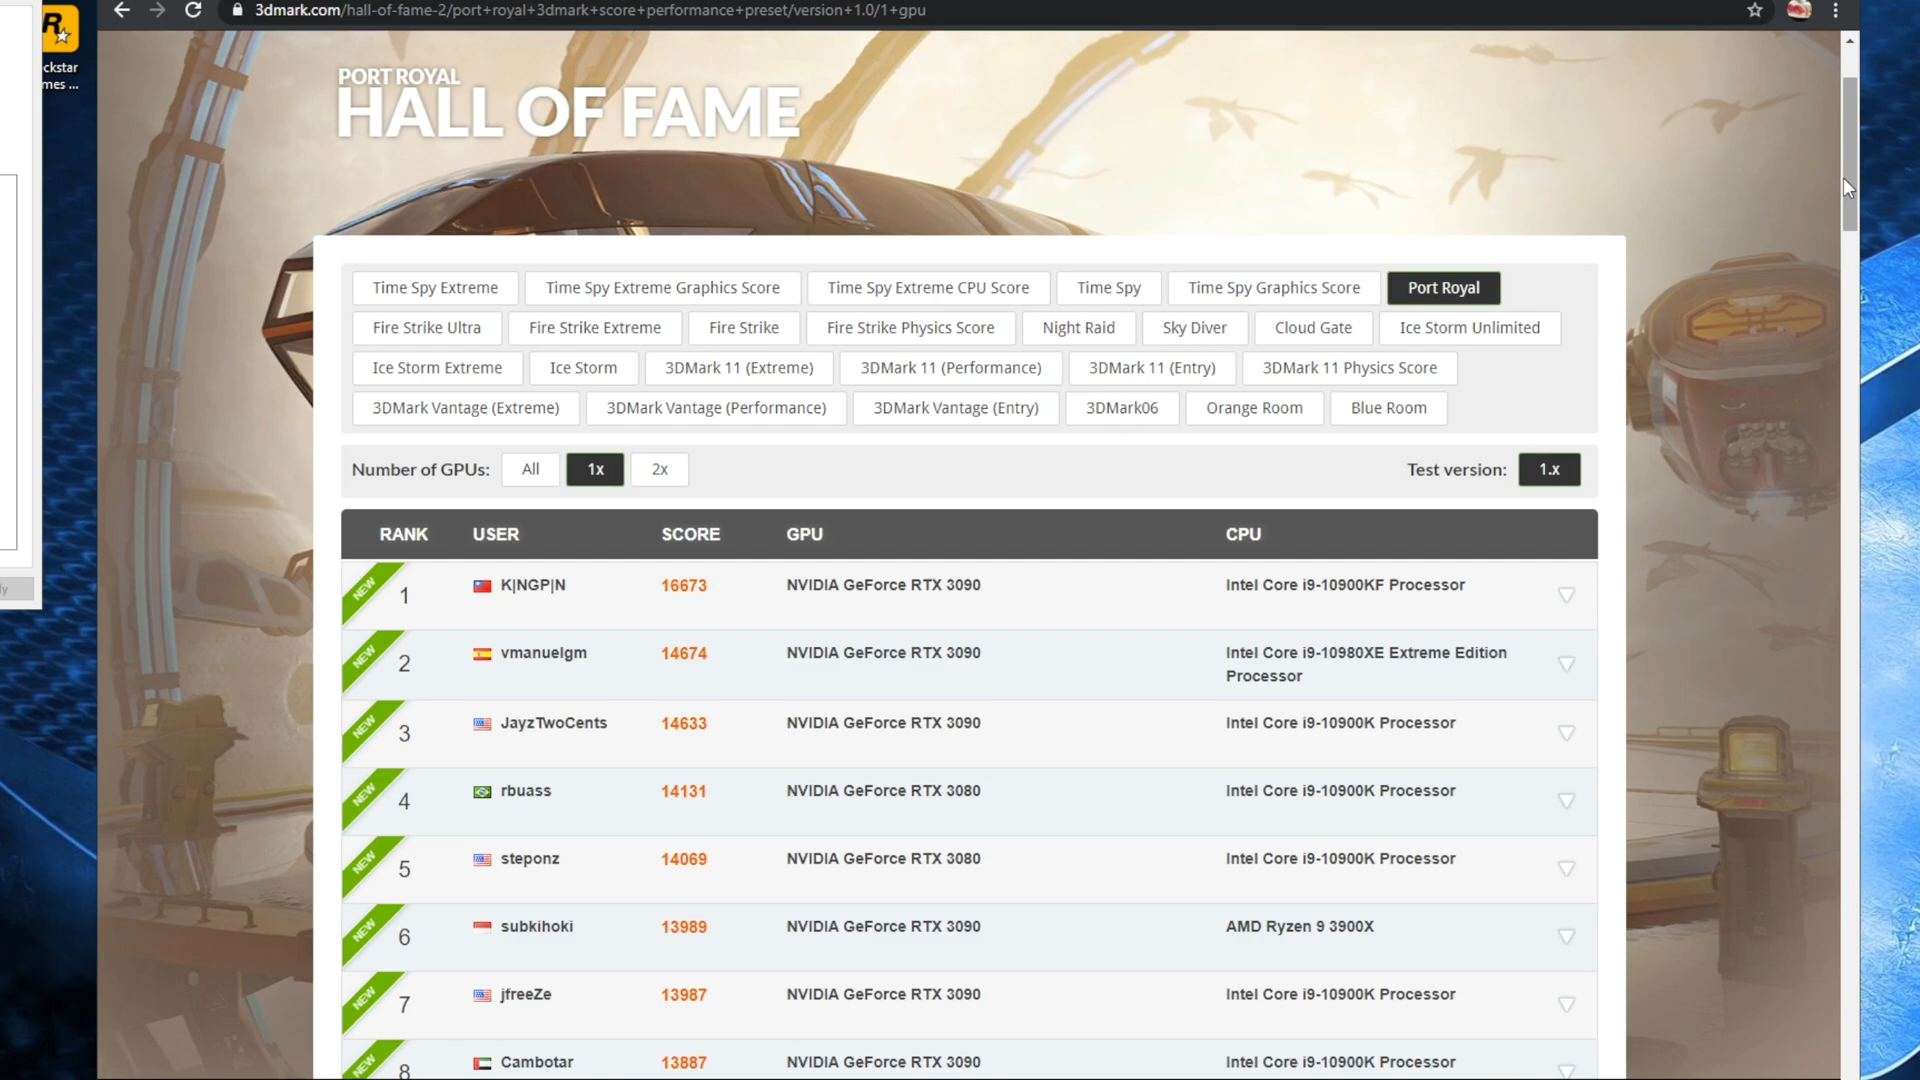 3dmark.com/hall-of-fame-2/port+royal+3dmark+score+performance+preset/version+1.0/1+gpu
R
ckstar
mes ...
PORT ROYAL
HALL OF FAME
Time Spy Extreme Time Spy Extreme Graphics Score Time Spy Extreme CPU Score Time Spy Time Spy Graphics Score Port Royal
Fire Strike Ultra Fire Strike Extreme Fire Strike Fire Strike Physics Score Night Raid Sky Diver Cloud Gate Ice Storm Unlimited
Ice Storm Extreme Ice Storm 3DMark 11 (Extreme) 3DMark 11 (Performance) 3DMark 11 (Entry) 3DMark 11 Physics Score
3DMark Vantage (Extreme) 3DMark Vantage (Performance) 3DMark Vantage (Entry) 3DMark06 Orange Room Blue Room
Number of GPUs: All 1x 2x Test version: 1.x
RANK USER SCORE GPU CPU
NEW 1 K|NGP|N 16673 NVIDIA GeForce RTX 3090 Intel Core i9-10900KF Processor
ly
NEW 2 vmanuelgm 14674 NVIDIA GeForce RTX 3090 Intel Core i9-10980XE Extreme Edition
Processor
NEW 3 JayzTwoCents 14633 NVIDIA GeForce RTX 3090 Intel Core i9-10900K Processor
NEW 4 rbuass 14131 NVIDIA GeForce RTX 3080 Intel Core i9-10900K Processor
NEW 5 steponz 14069 NVIDIA GeForce RTX 3080 Intel Core i9-10900K Processor
NEW 6 subkihoki 13989 NVIDIA GeForce RTX 3090 AMD Ryzen 9 3900X
NEW 7 jfreeZe 13987 NVIDIA GeForce RTX 3090 Intel Core i9-10900K Processor
NEW 8 Cambotar 13887 NVIDIA GeForce RTX 3090 Intel Core i9-10900K Processor